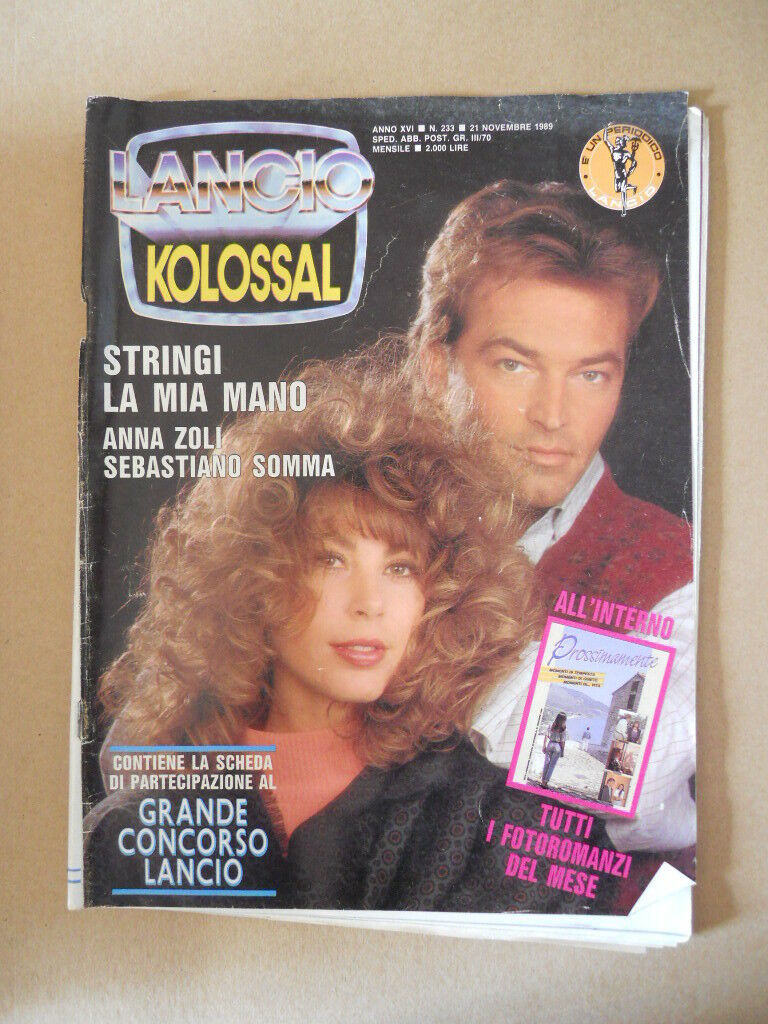 ANNO XVI ■ N. 233 ■ 21 NOVEMBRE 1989
SPED. ABB. POST. GR. III/70
MENSILE ■ 2.000 LIRE
E' UN PERIODICO
LANCIO
LANCIO
KOLOSSAL
STRINGI
LA MIA MANO
ANNA ZOLI
SEBASTIANO SOMMA
ALL'INTERNO
Prossimamente
TUTTI
I FOTOROMANZI
DEL MESE
CONTIENE LA SCHEDA
DI PARTECIPAZIONE AL
GRANDE
CONCORSO
LANCIO